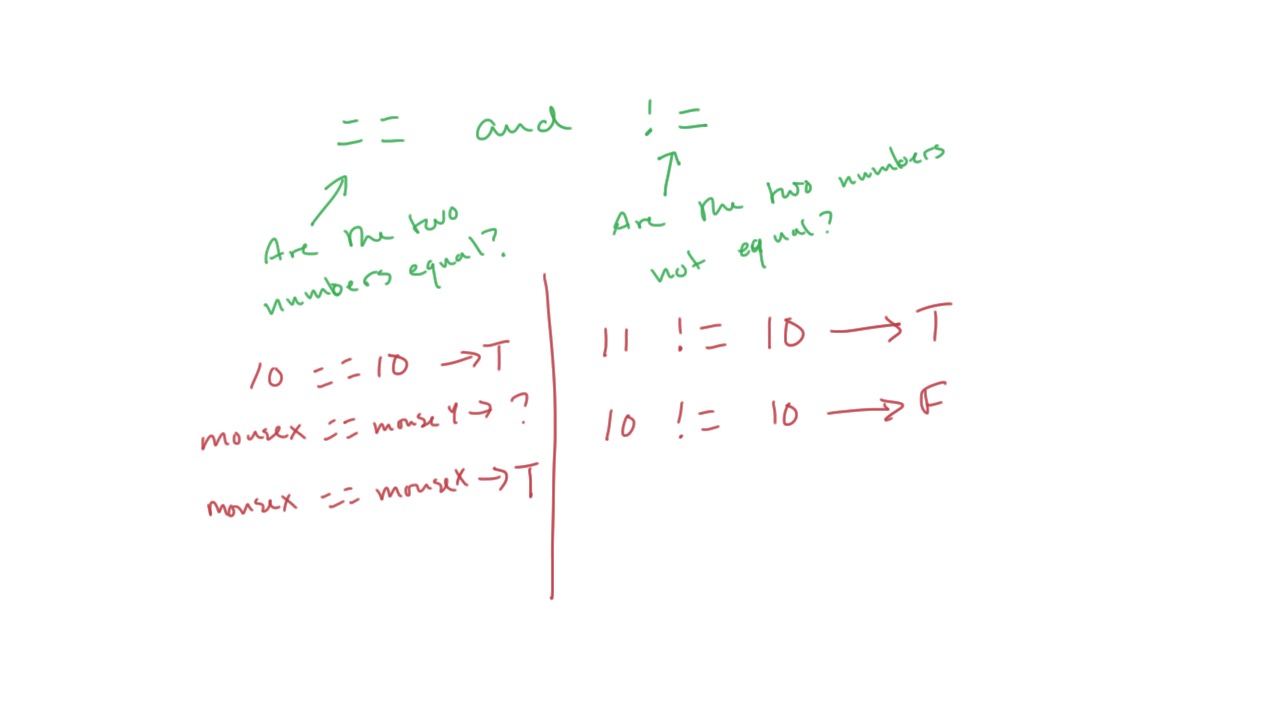 == and !=
Are the two
numbers equal?
Are the two numbers
not equal?
10 == 10 → T
mousex == mouseY → ?
mousex == mouseX → T
11 != 10 → T
10 != 10 → F